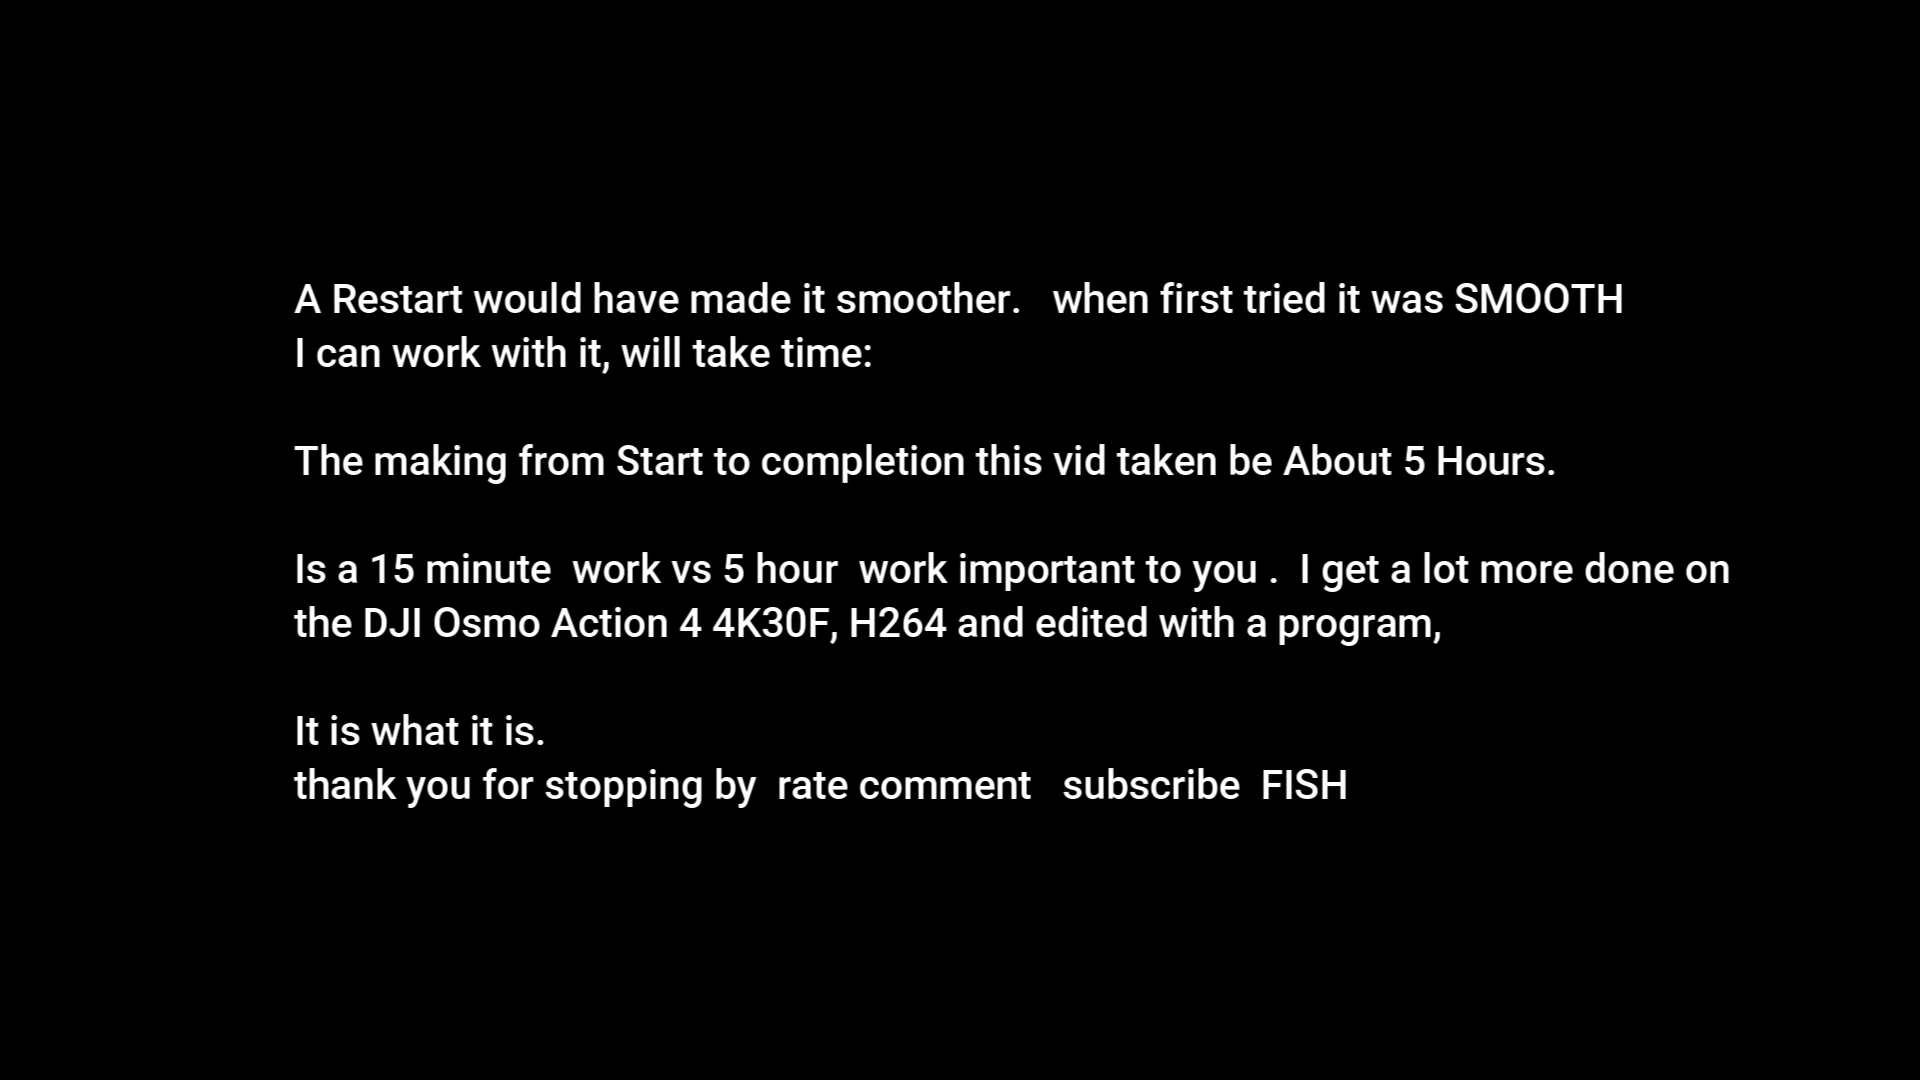 A Restart would have made it smoother.   when first tried it was SMOOTH
I can work with it, will take time:
The making from Start to completion this vid taken be About 5 Hours.
Is a 15 minute  work vs 5 hour  work important to you .  I get a lot more done on
the DJI Osmo Action 4 4K30F, H264 and edited with a program,
It is what it is.
thank you for stopping by  rate comment   subscribe  FISH